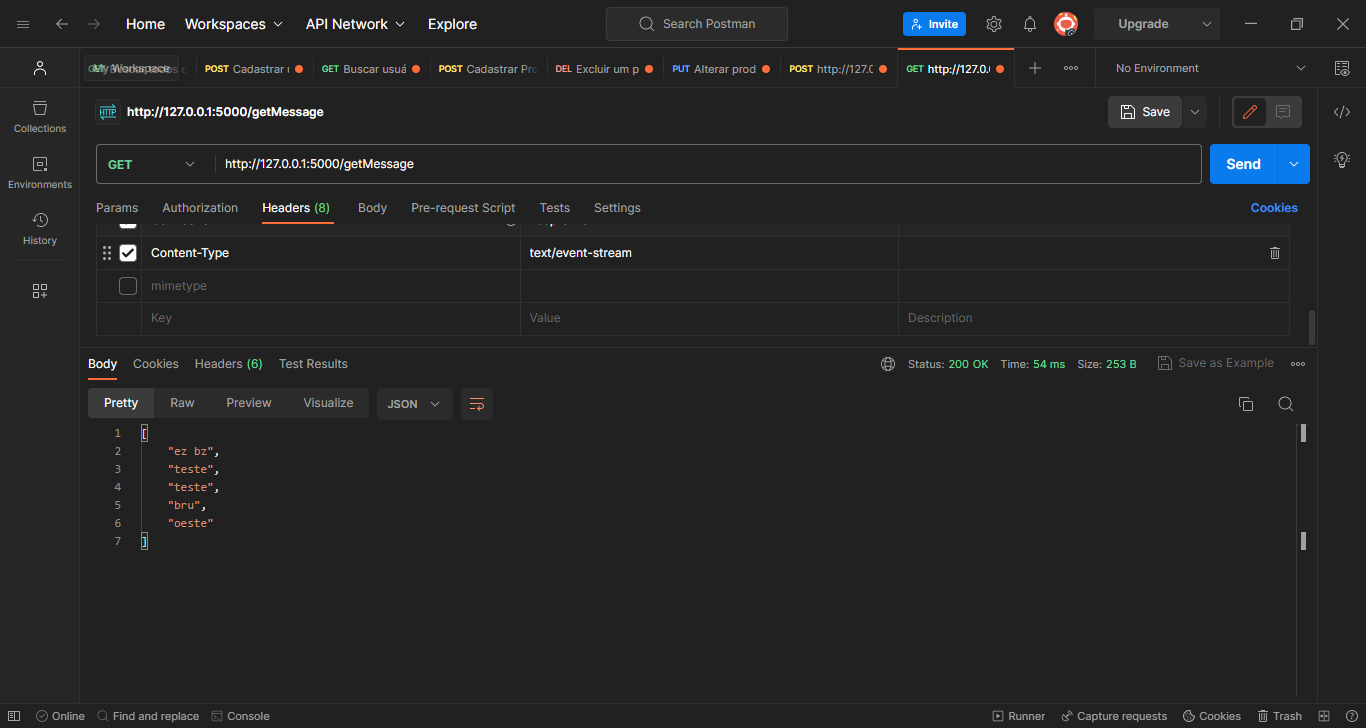 Home Workspaces API Network Explore Search Postman Invite Upgrade
My Workspace POST Cadastrar GET Buscar usuá POST Cadastrar Pro DEL Excluir um p PUT Alterar prod POST http://127.0 GET http://127.0. No Environment
HTTP http://127.0.0.1:5000/getMessage Save
Collections
GET http://127.0.0.1:5000/getMessage Send
Environments
Params Authorization Headers (8) Body Pre-request Script Tests Settings Cookies
History
Content-Type text/event-stream
mimetype
Key Value Description
Body Cookies Headers (6) Test Results Status: 200 OK Time: 54 ms Size: 253 B Save as Example
Pretty Raw Preview Visualize JSON
1 [
2 "ez bz",
3 "teste",
4 "teste",
5 "bru",
6 "oeste"
7 ]
Online Find and replace Console Runner Capture requests Cookies Trash